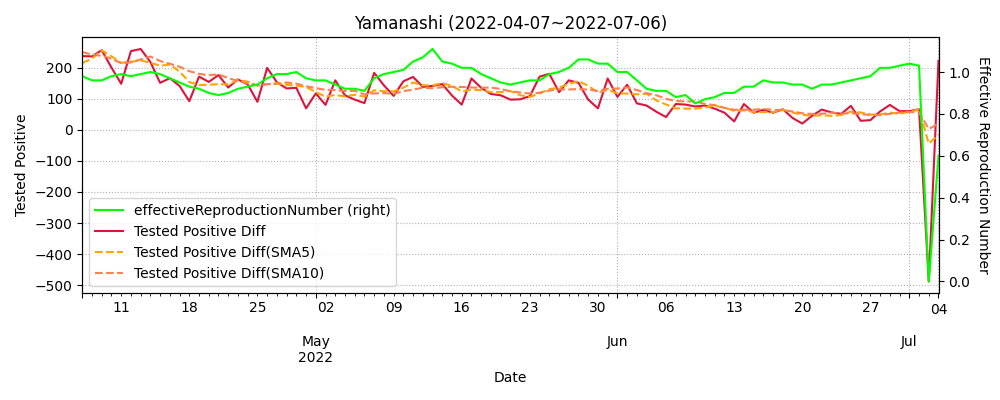 Yamanashi (2022-04-07~2022-07-06)
Tested Positive
200
100
0
−100
−200
−300
−400
−500
1.0
0.8
0.6
0.4
0.2
0.0
Effective Reproduction Number
effectiveReproductionNumber (right)
Tested Positive Diff
Tested Positive Diff(SMA5)
Tested Positive Diff(SMA10)
11 18 25 02 09 16 23 30 06 13 20 27 04
May Jun Jul
2022
Date